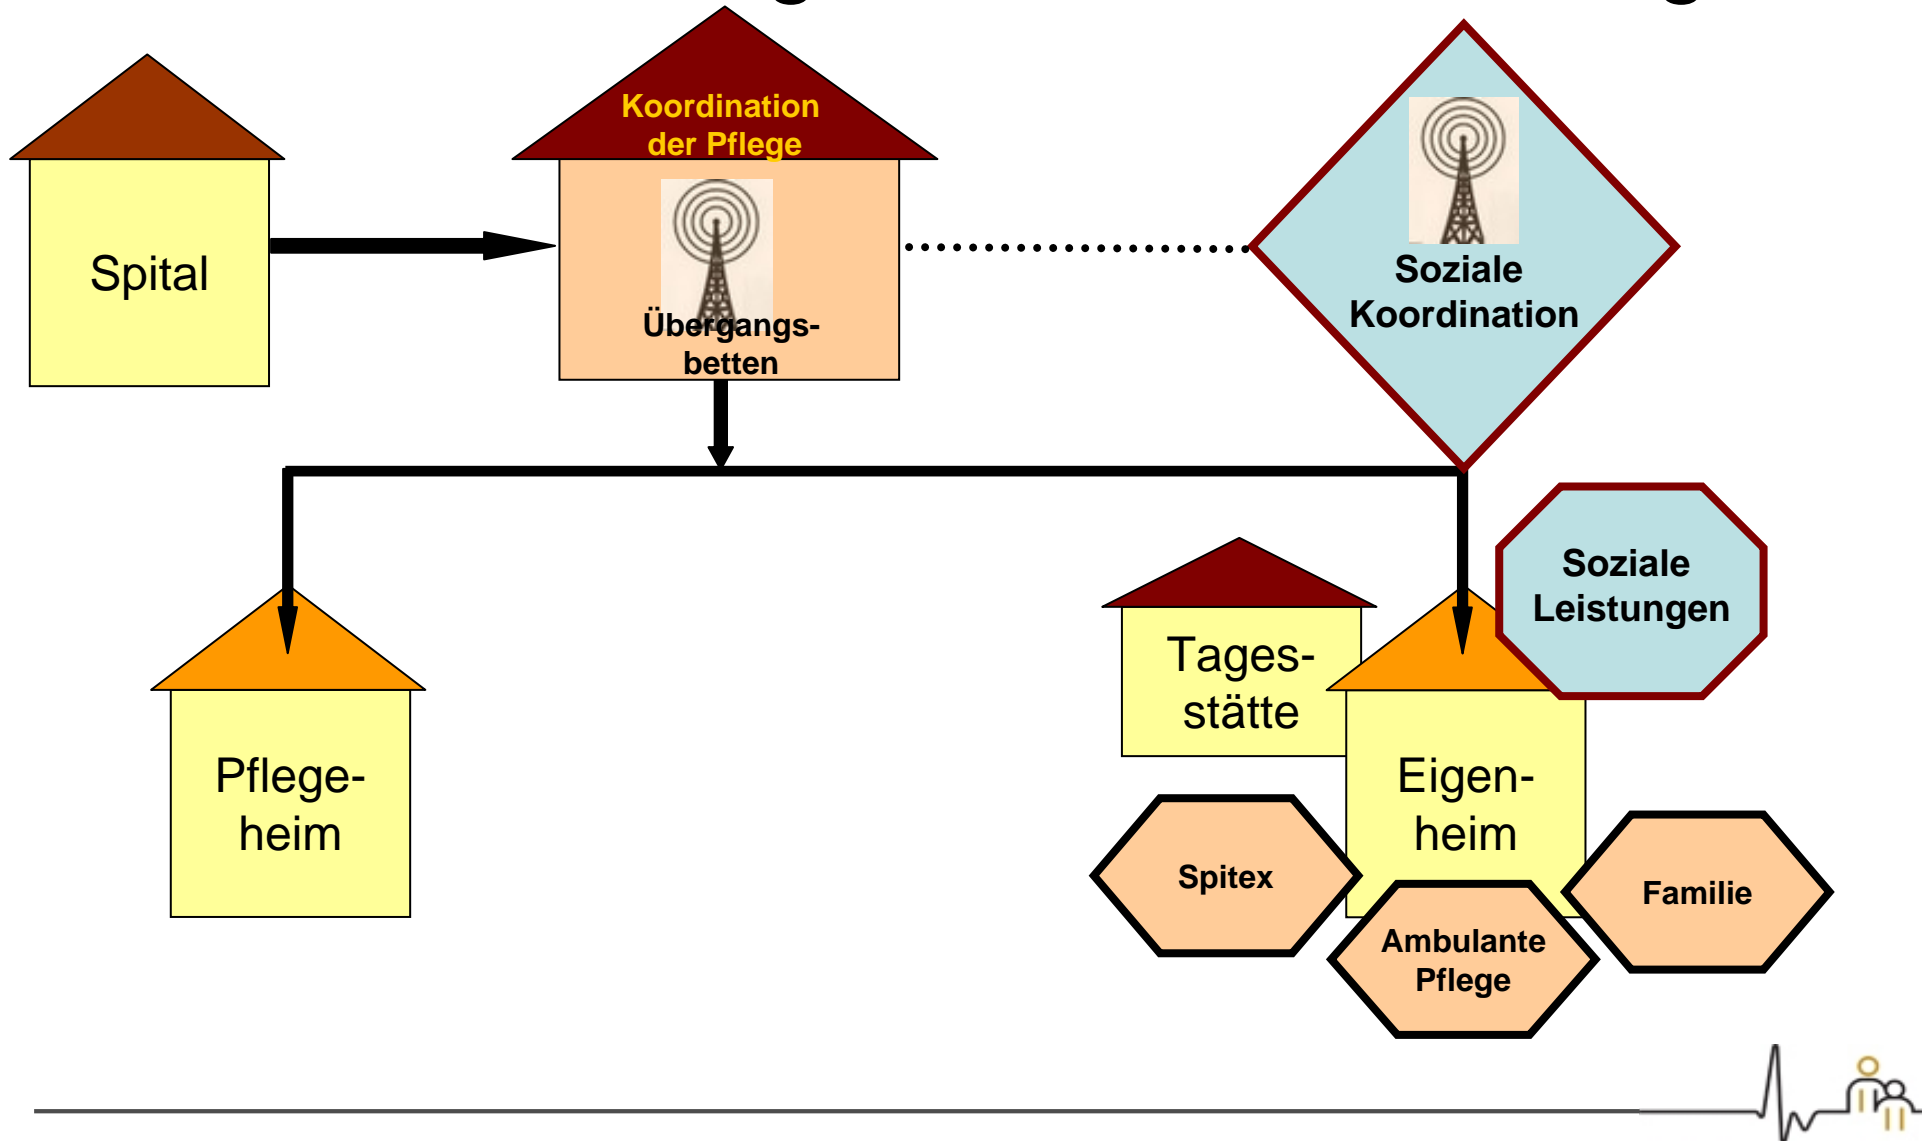 Koordination
der Pflege
Spital
Übergangs-
betten
Soziale
Koordination
Soziale
Leistungen
Tages-
stätte
Pflege-
heim
Eigen-
heim
Spitex
Ambulante
Pflege
Familie